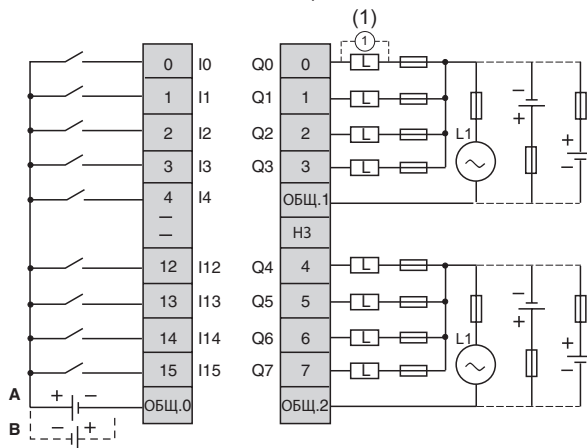 (1)
1
0 I0 Q0 0 L
1 I1 Q1 1 L
2 I2 Q2 2 L L1
3 I3 Q3 3 L
4 I4 ОБЩ.1
— НЗ
—
12 I12 Q4 4 L
13 I13 Q5 5 L
14 I14 Q6 6 L L1
15 I15 Q7 7 L
A + − ОБЩ.0 ОБЩ.2
B − +
− + + −
− + + −